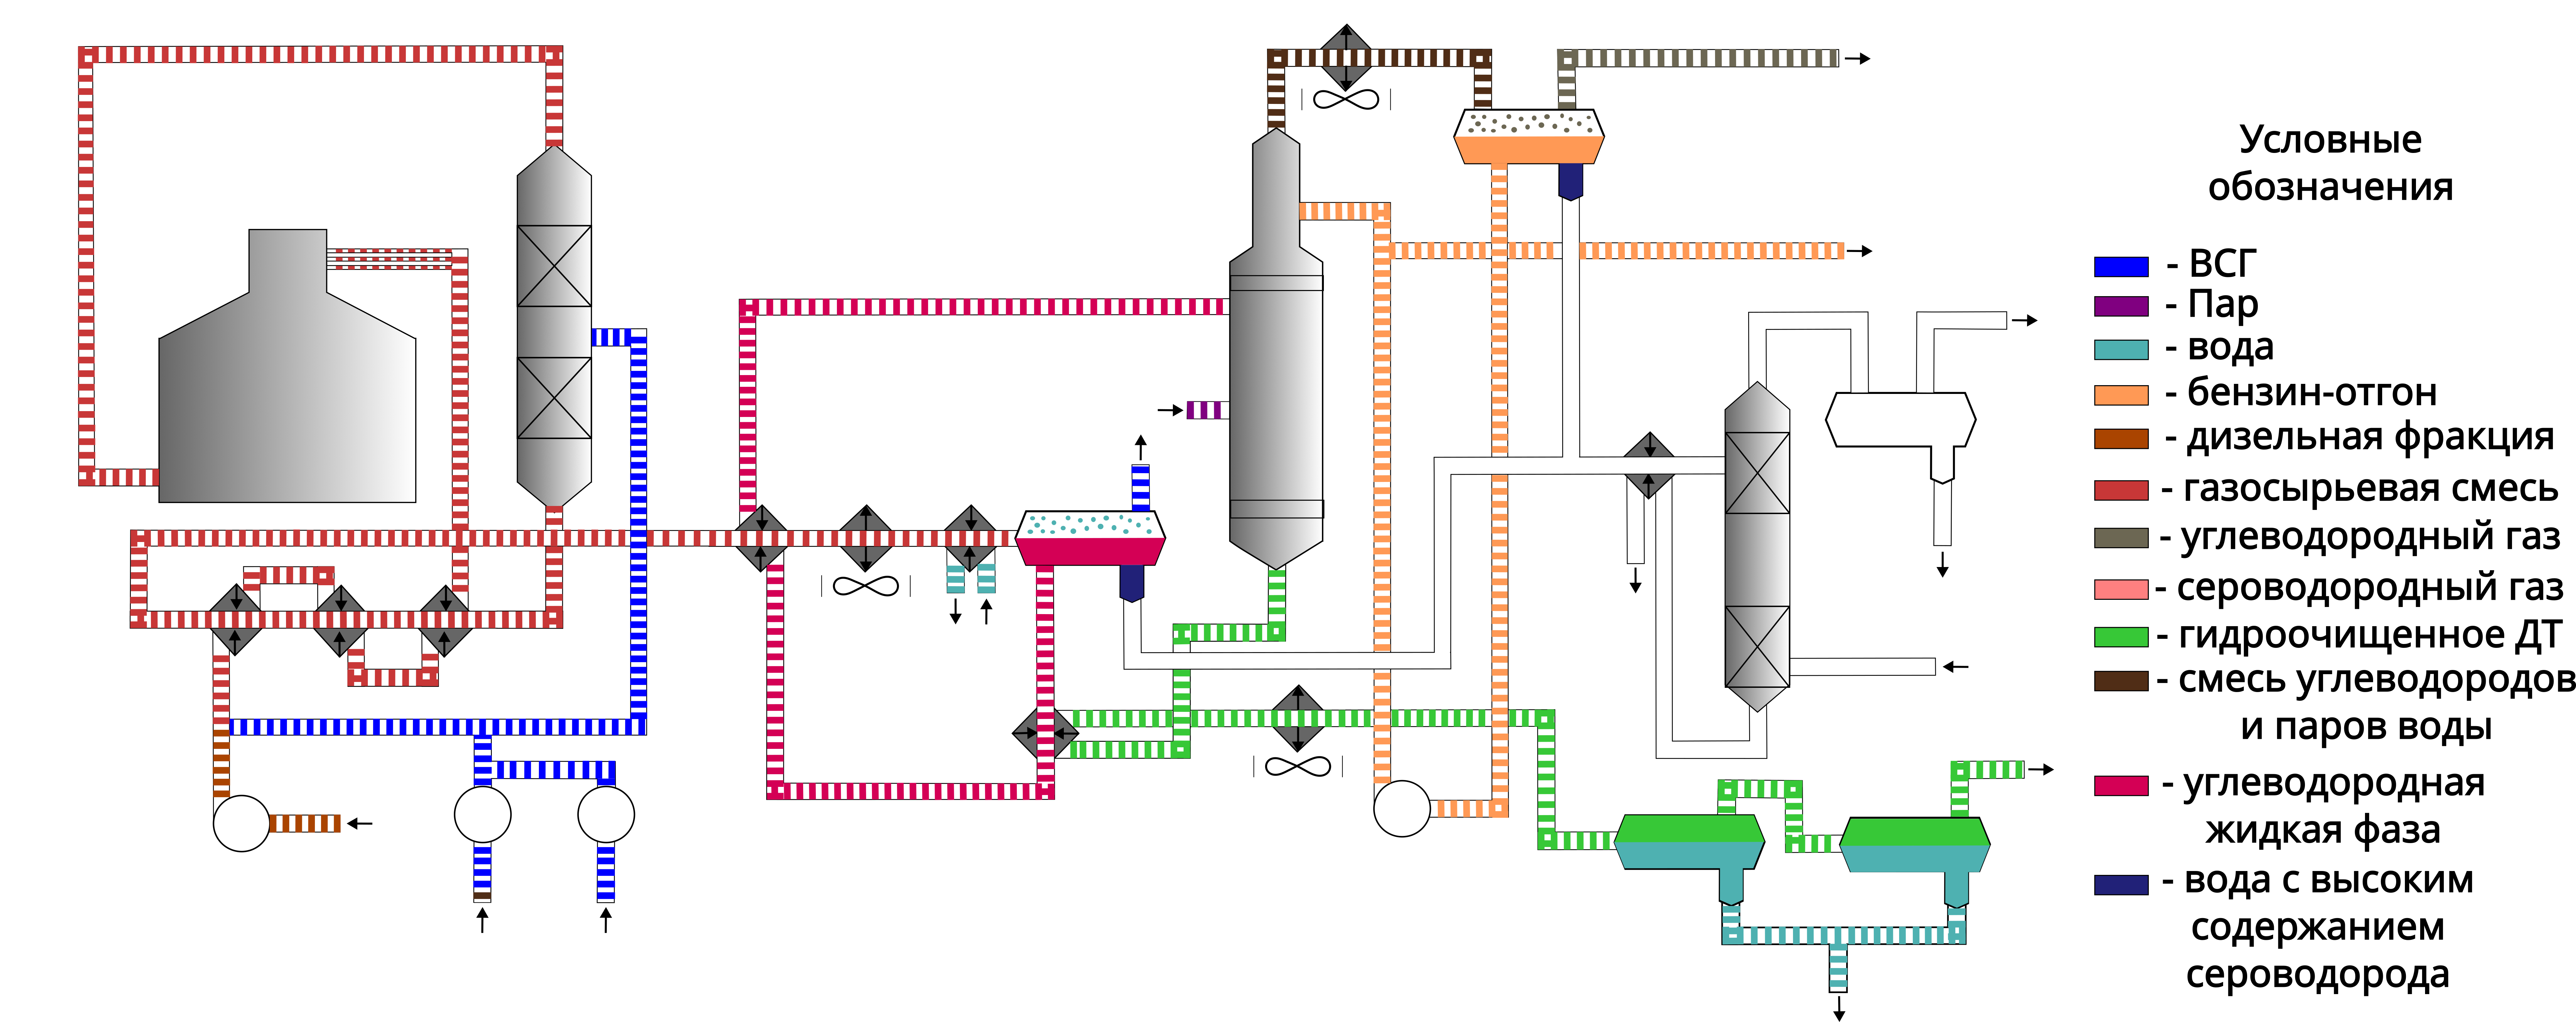 Условные
обозначения
- ВСГ
- Пар
- вода
- бензин-отгон
- дизельная фракция
- газосырьевая смесь
- углеводородный газ
- сероводородный газ
- гидроочищенное ДТ
- смесь углеводородов
и паров воды
- углеводородная
жидкая фаза
- вода с высоким
содержанием
сероводорода